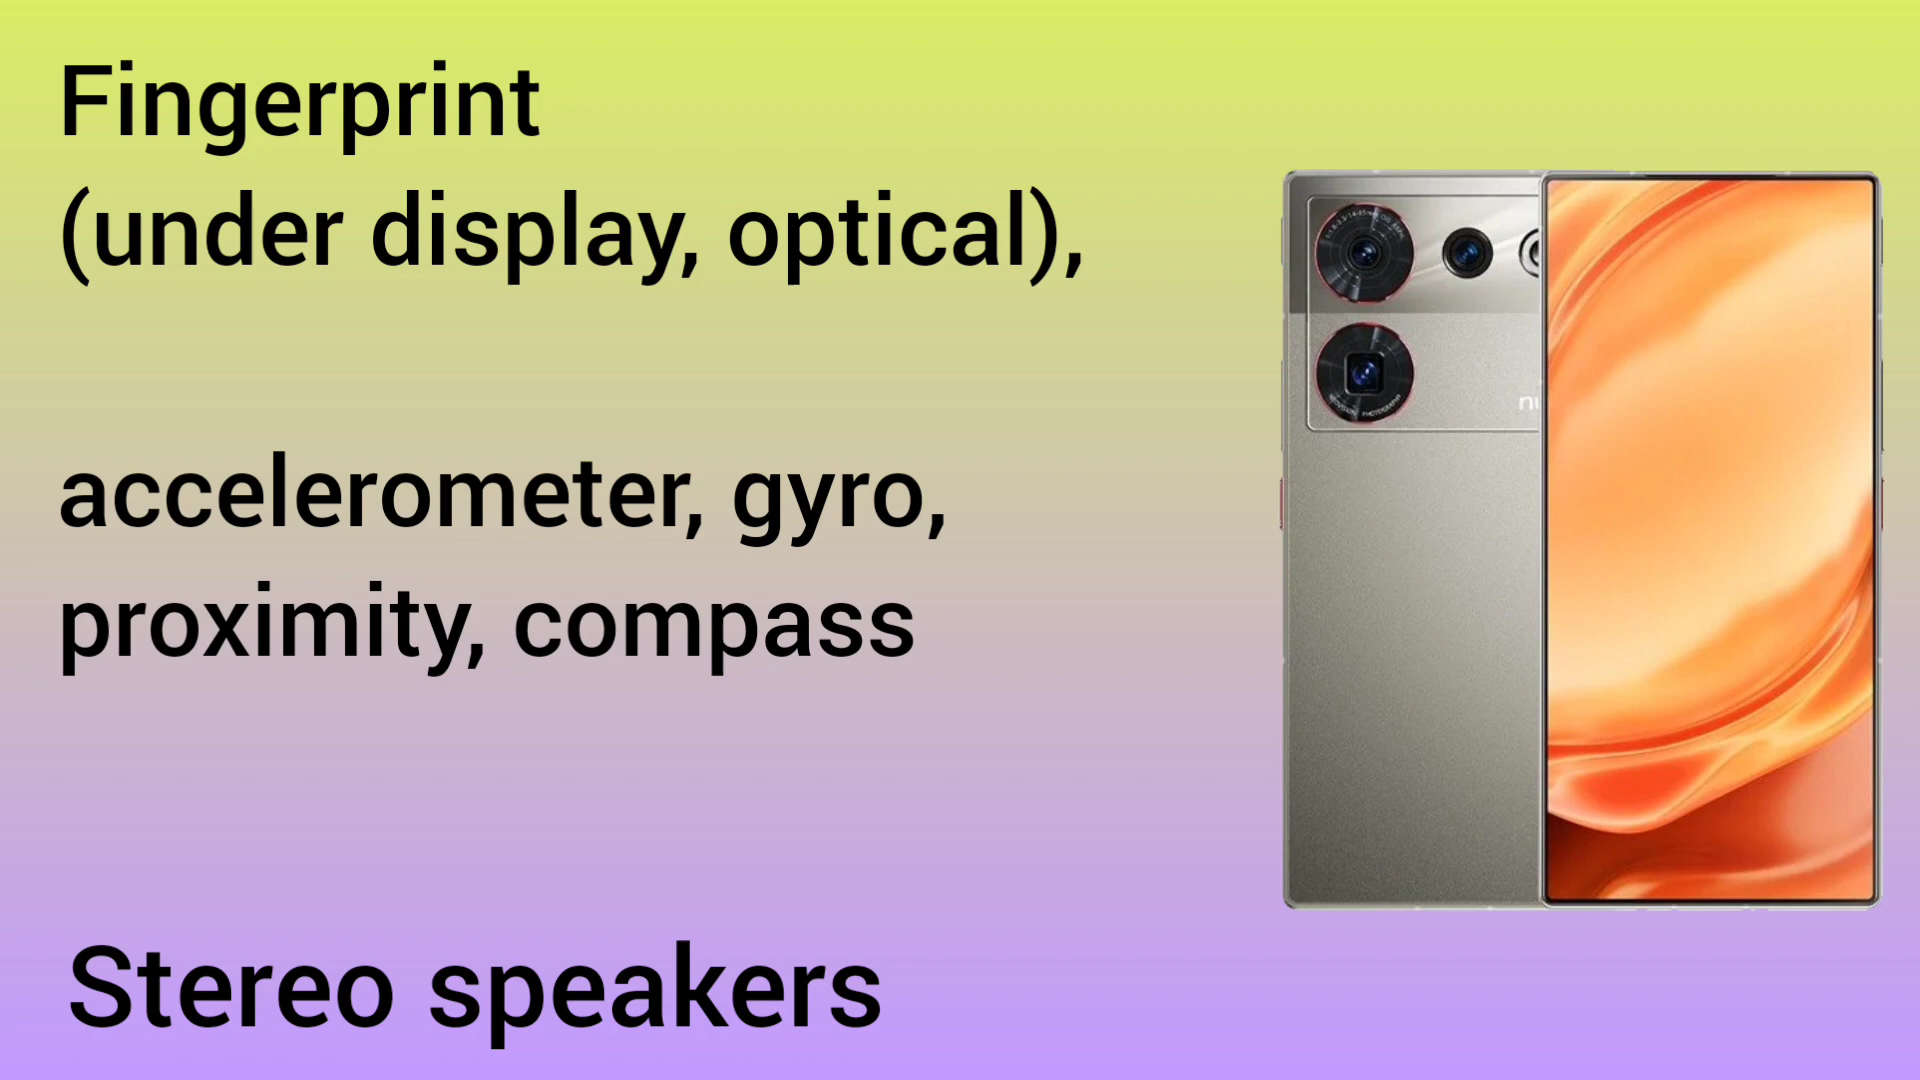 Fingerprint
(under display, optical),
accelerometer, gyro,
proximity, compass
Stereo speakers